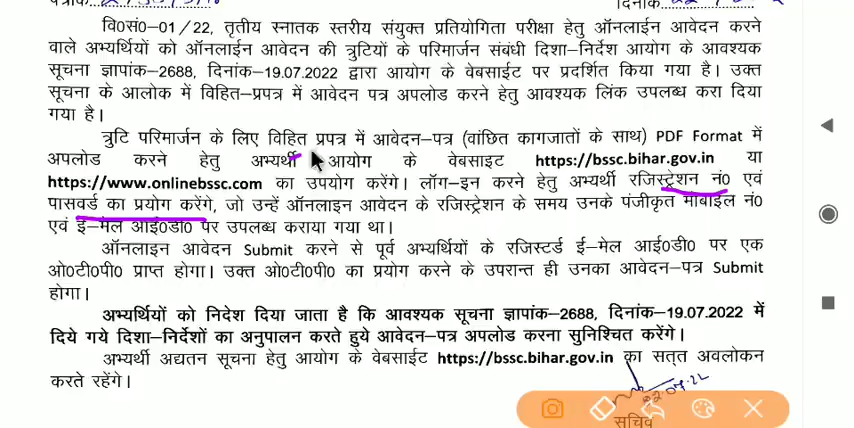 दिनांक
वि0सं0-01/22, तृतीय स्नातक स्तरीय संयुक्त प्रतियोगिता परीक्षा हेतु ऑनलाईन आवेदन करने
वाले अभ्यर्थियों को ऑनलाईन आवेदन की त्रुटियों के परिमार्जन संबंधी दिशा-निर्देश आयोग के आवश्यक
सूचना ज्ञापांक-2688, दिनांक-19.07.2022 द्वारा आयोग के वेबसाईट पर प्रदर्शित किया गया है। उक्त
सूचना के आलोक में विहित-प्रपत्र में आवेदन पत्र अपलोड करने हेतु आवश्यक लिंक उपलब्ध करा दिया
गया है।
त्रुटि परिमार्जन के लिए विहित प्रपत्र में आवेदन-पत्र (वांछित कागजातों के साथ) PDF Format में
अपलोड करने हेतु अभ्यर्थी आयोग के वेबसाइट https://bssc.bihar.gov.in या
https://www.onlinebssc.com का उपयोग करेंगे। लॉग-इन करने हेतु अभ्यर्थी रजिस्ट्रेशन नं0 एवं
पासवर्ड का प्रयोग करेंगे, जो उन्हें ऑनलाइन आवेदन के रजिस्ट्रेशन के समय उनके पंजीकृत मोबाईल नं0
एवं ई-मेल आई0डी0 पर उपलब्ध कराया गया था।
ऑनलाइन आवेदन Submit करने से पूर्व अभ्यर्थियों के रजिस्टर्ड ई-मेल आई0डी0 पर एक
ओ0टी0पी0 प्राप्त होगा। उक्त ओ0टी0पी0 का प्रयोग करने के उपरान्त ही उनका आवेदन-पत्र Submit
होगा।
अभ्यर्थियों को निदेश दिया जाता है कि आवश्यक सूचना ज्ञापांक-2688, दिनांक-19.07.2022 में
दिये गये दिशा-निर्देशों का अनुपालन करते हुये आवेदन-पत्र अपलोड करना सुनिश्चित करेंगे।
अभ्यर्थी अद्यतन सूचना हेतु आयोग के वेबसाईट https://bssc.bihar.gov.in का सतत अवलोकन
करते रहेंगे।
सचिव